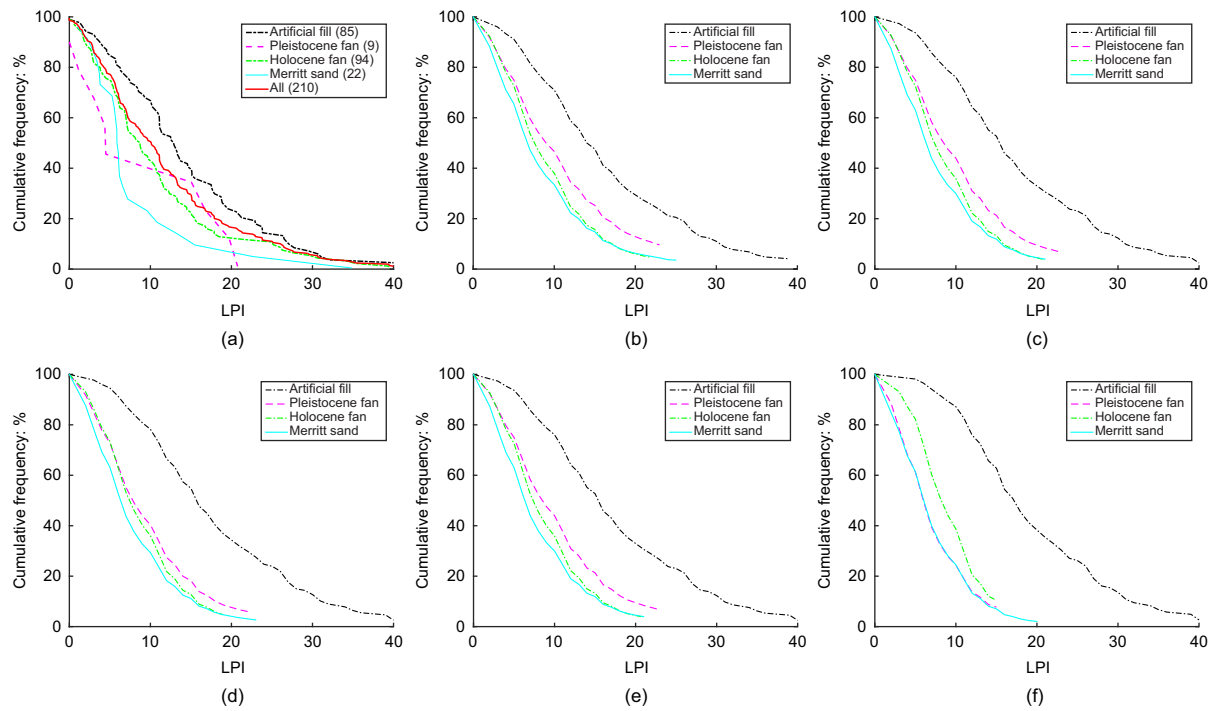 100
80
60
40
20
0
Cumulative frequency: %
0 10 20 30 40
LPI
(a)
Artificial fill (85)
Pleistocene fan (9)
Holocene fan (94)
Merritt sand (22)
All (210)
100
80
60
40
20
0
Cumulative frequency: %
0 10 20 30 40
LPI
(b)
Artificial fill
Pleistocene fan
Holocene fan
Merritt sand
100
80
60
40
20
0
Cumulative frequency: %
0 10 20 30 40
LPI
(c)
Artificial fill
Pleistocene fan
Holocene fan
Merritt sand
100
80
60
40
20
0
Cumulative frequency: %
0 10 20 30 40
LPI
(d)
Artificial fill
Pleistocene fan
Holocene fan
Merritt sand
100
80
60
40
20
0
Cumulative frequency: %
0 10 20 30 40
LPI
(e)
Artificial fill
Pleistocene fan
Holocene fan
Merritt sand
100
80
60
40
20
0
Cumulative frequency: %
0 10 20 30 40
LPI
(f)
Artificial fill
Pleistocene fan
Holocene fan
Merritt sand